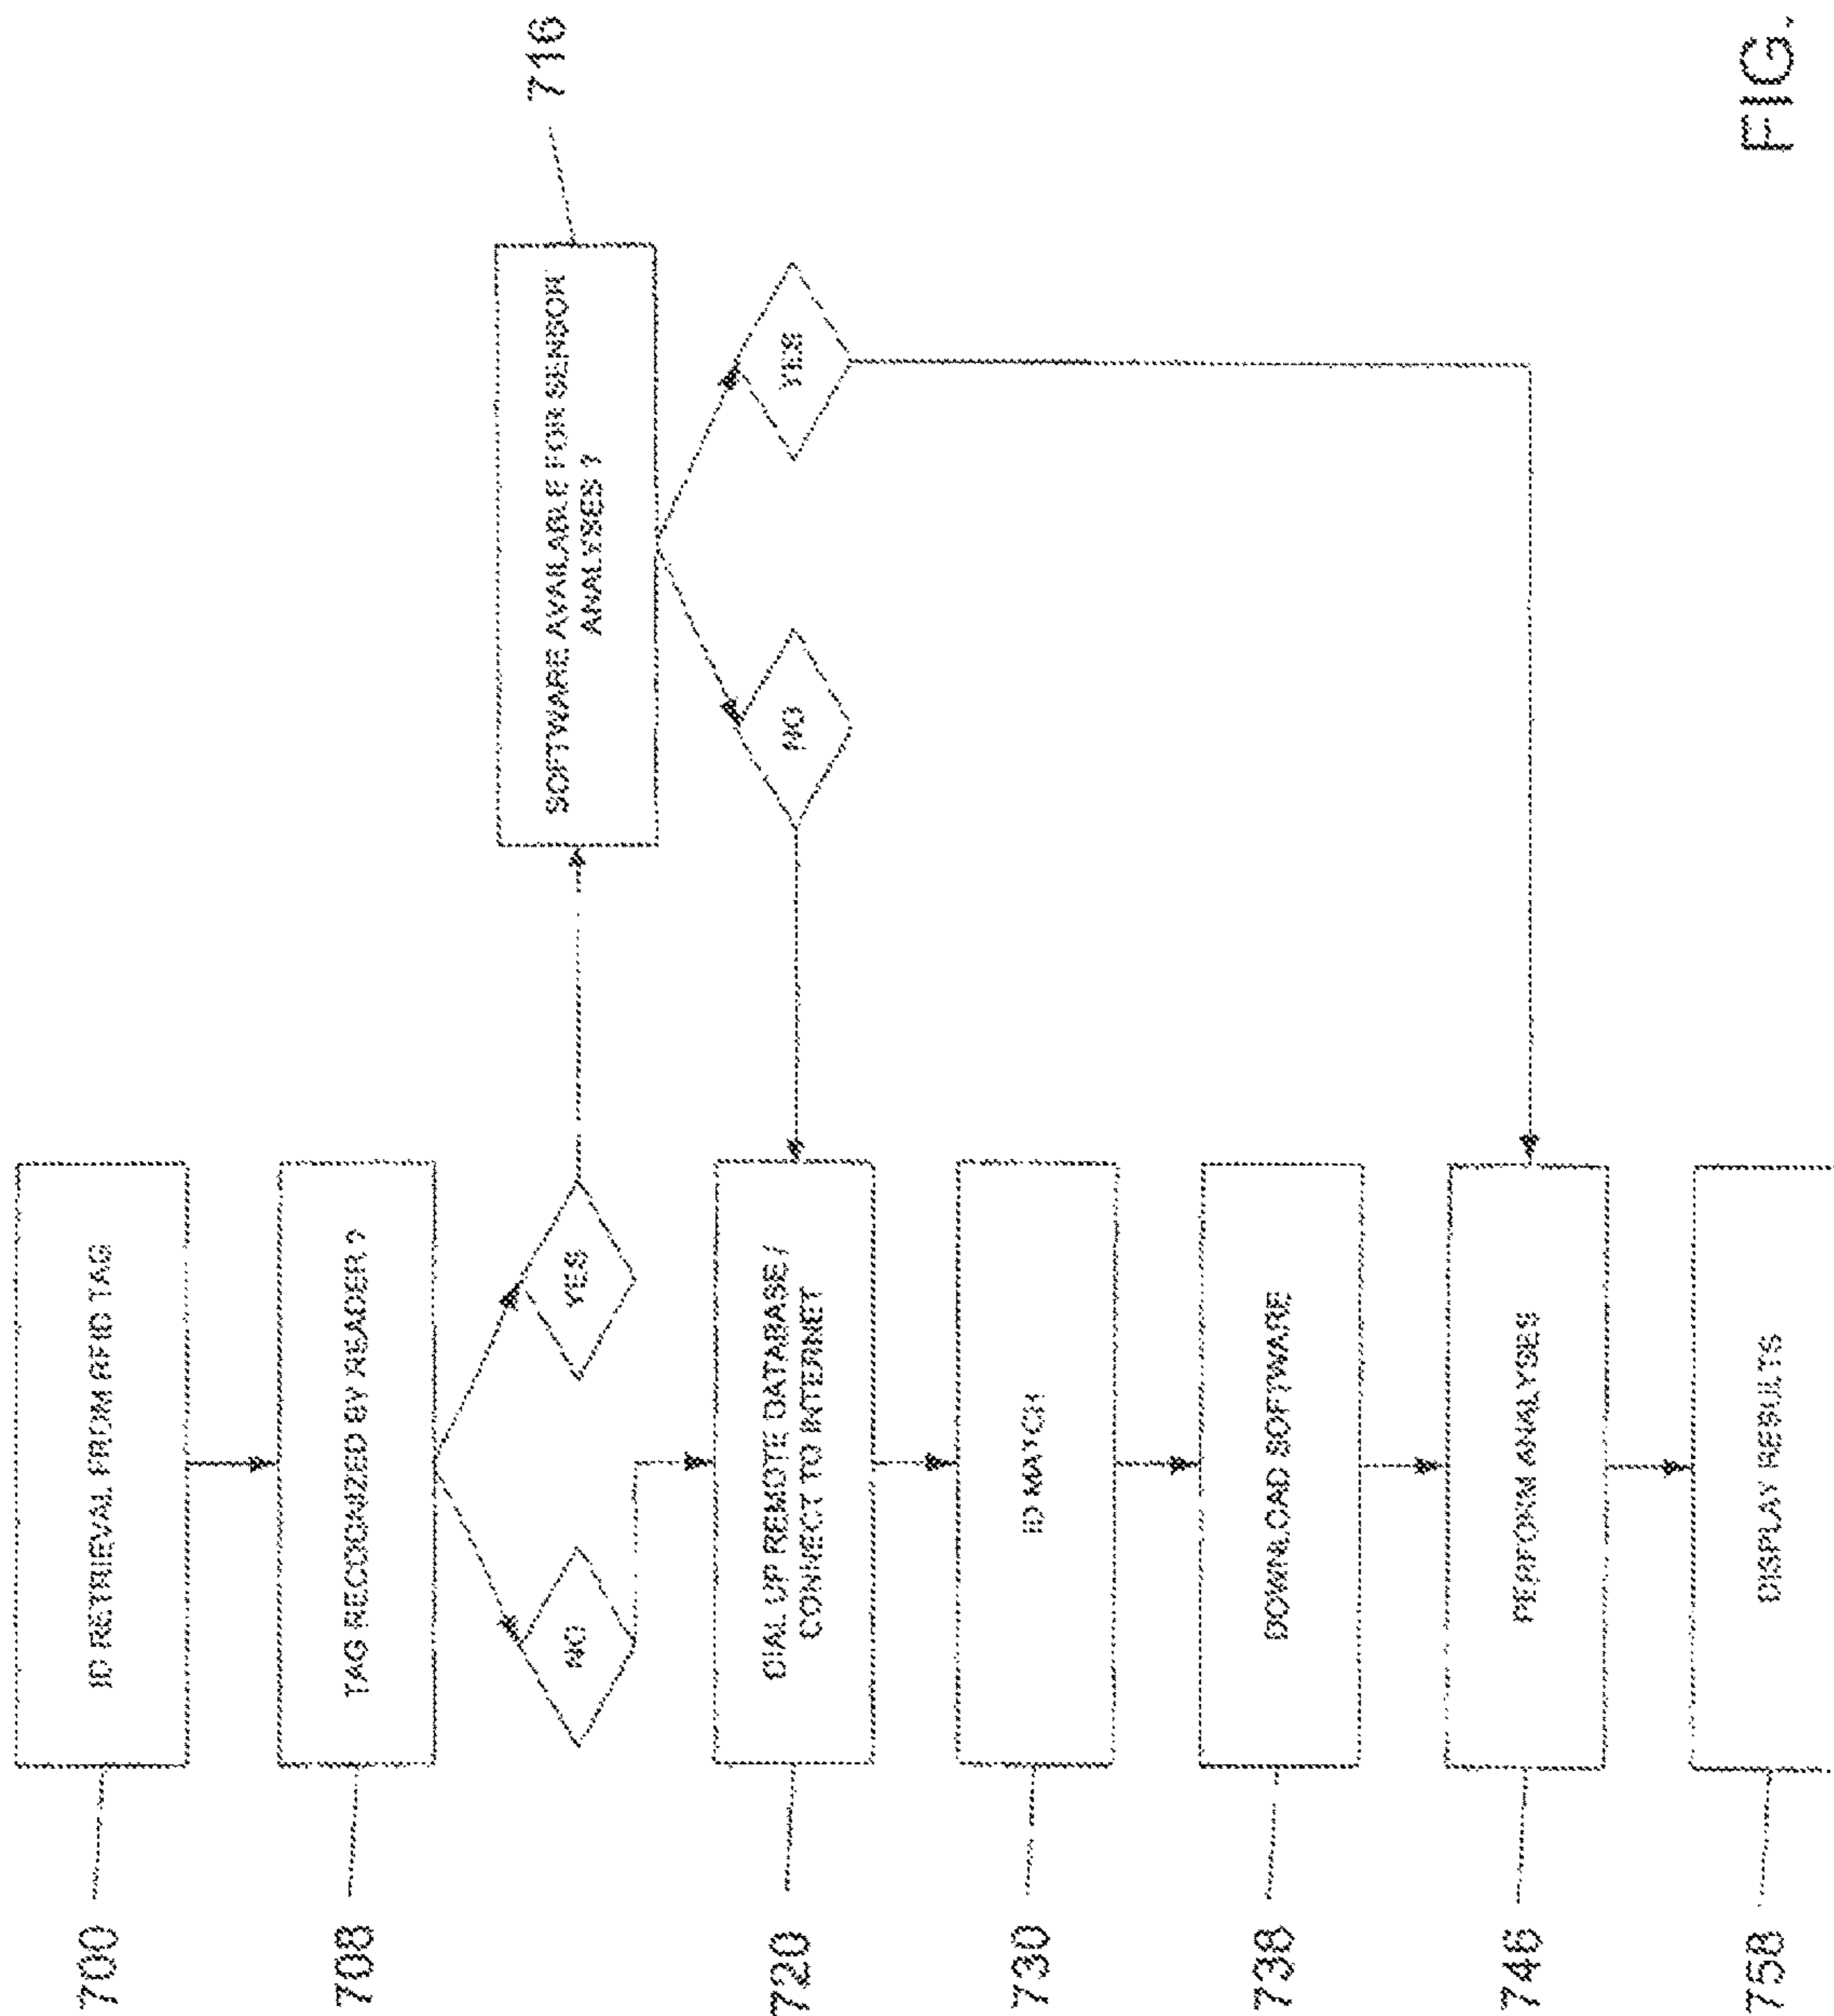 700
ID RETRIEVAL FROM RFID TAG
708
TAG RECOGNIZED BY READER ?
NO
YES
716
SOFTWARE AVAILABLE FOR SENSOR
ANALYSES ?
NO
YES
720
DIAL UP REMOTE DATABASE /
CONNECT TO INTERNET
730
ID MATCH
738
DOWNLOAD SOFTWARE
746
PERFORM ANALYSES
758
DISPLAY RESULTS
FIG.